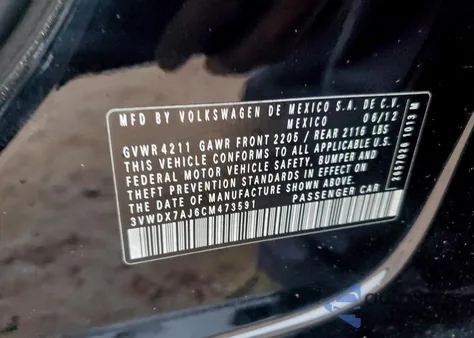 MFD BY VOLKSWAGEN DE MEXICO S.A. DE C.V.
MEXICO 06/12
GVWR 4211 GAWR FRONT 2205 / REAR 2116 LBS
THIS VEHICLE CONFORMS TO ALL APPLICABLE U.S.
FEDERAL MOTOR VEHICLE SAFETY, BUMPER AND
THEFT PREVENTION STANDARDS IN EFFECT ON
THE DATE OF MANUFACTURE SHOWN ABOVE
3VWDX7AJ6CM473591 PASSENGER CAR
2657026 1013 M